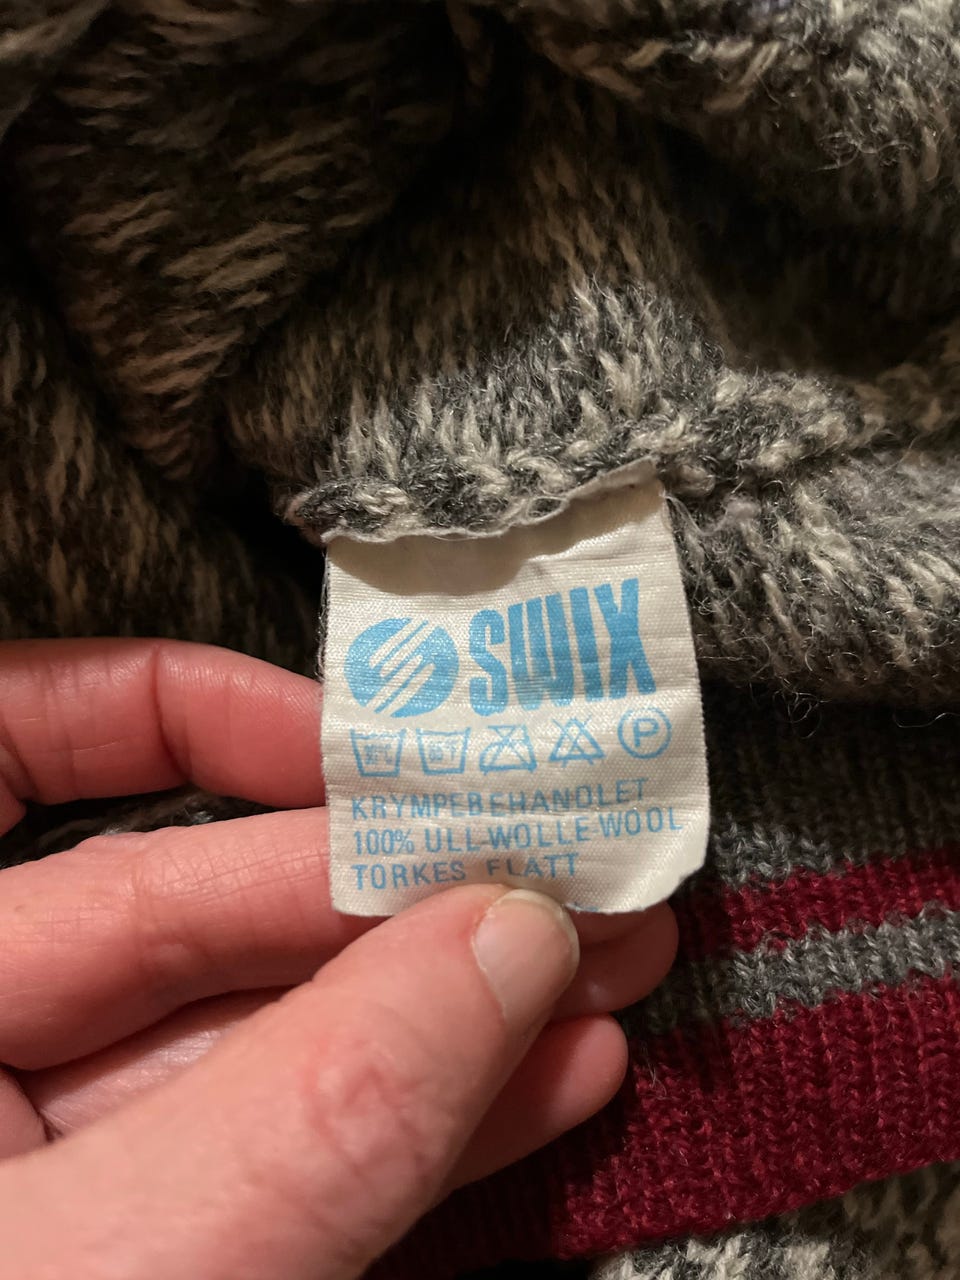 SWIX
P
KRYMPEBEHANDLET
100% ULL-WOLLE WOOL
TORKES FLATT